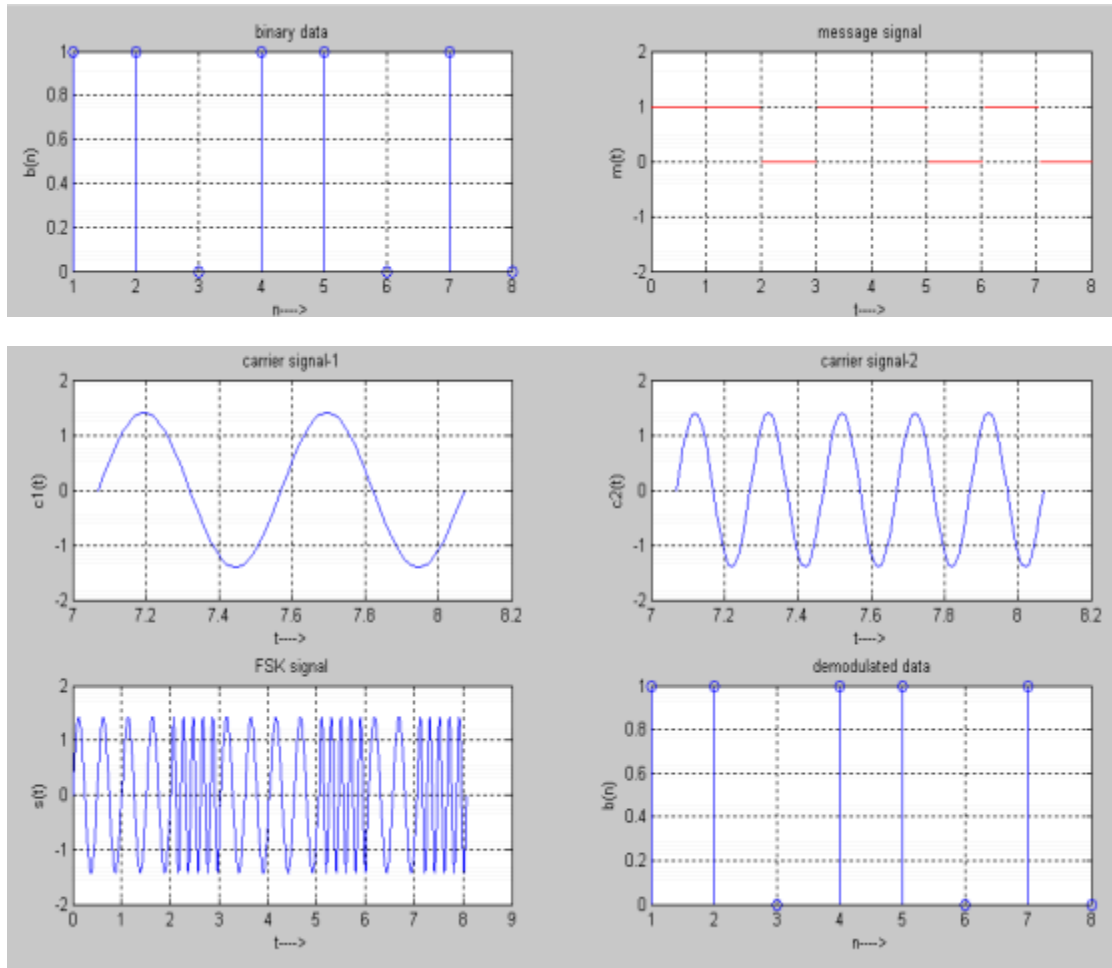 binary data
1
0.8
0.6
0.4
0.2
0
b(n)
1 2 3 4 5 6 7 8
n---->
message signal
2
1
0
-1
-2
m(t)
0 1 2 3 4 5 6 7 8
t---->
carrier signal-1
2
1
0
-1
-2
c1(t)
7 7.2 7.4 7.6 7.8 8 8.2
t---->
carrier signal-2
2
1
0
-1
-2
c2(t)
7 7.2 7.4 7.6 7.8 8 8.2
t---->
FSK signal
2
1
0
-1
-2
s(t)
0 1 2 3 4 5 6 7 8 9
t---->
demodulated data
1
0.8
0.6
0.4
0.2
0
b(n)
1 2 3 4 5 6 7 8
n---->